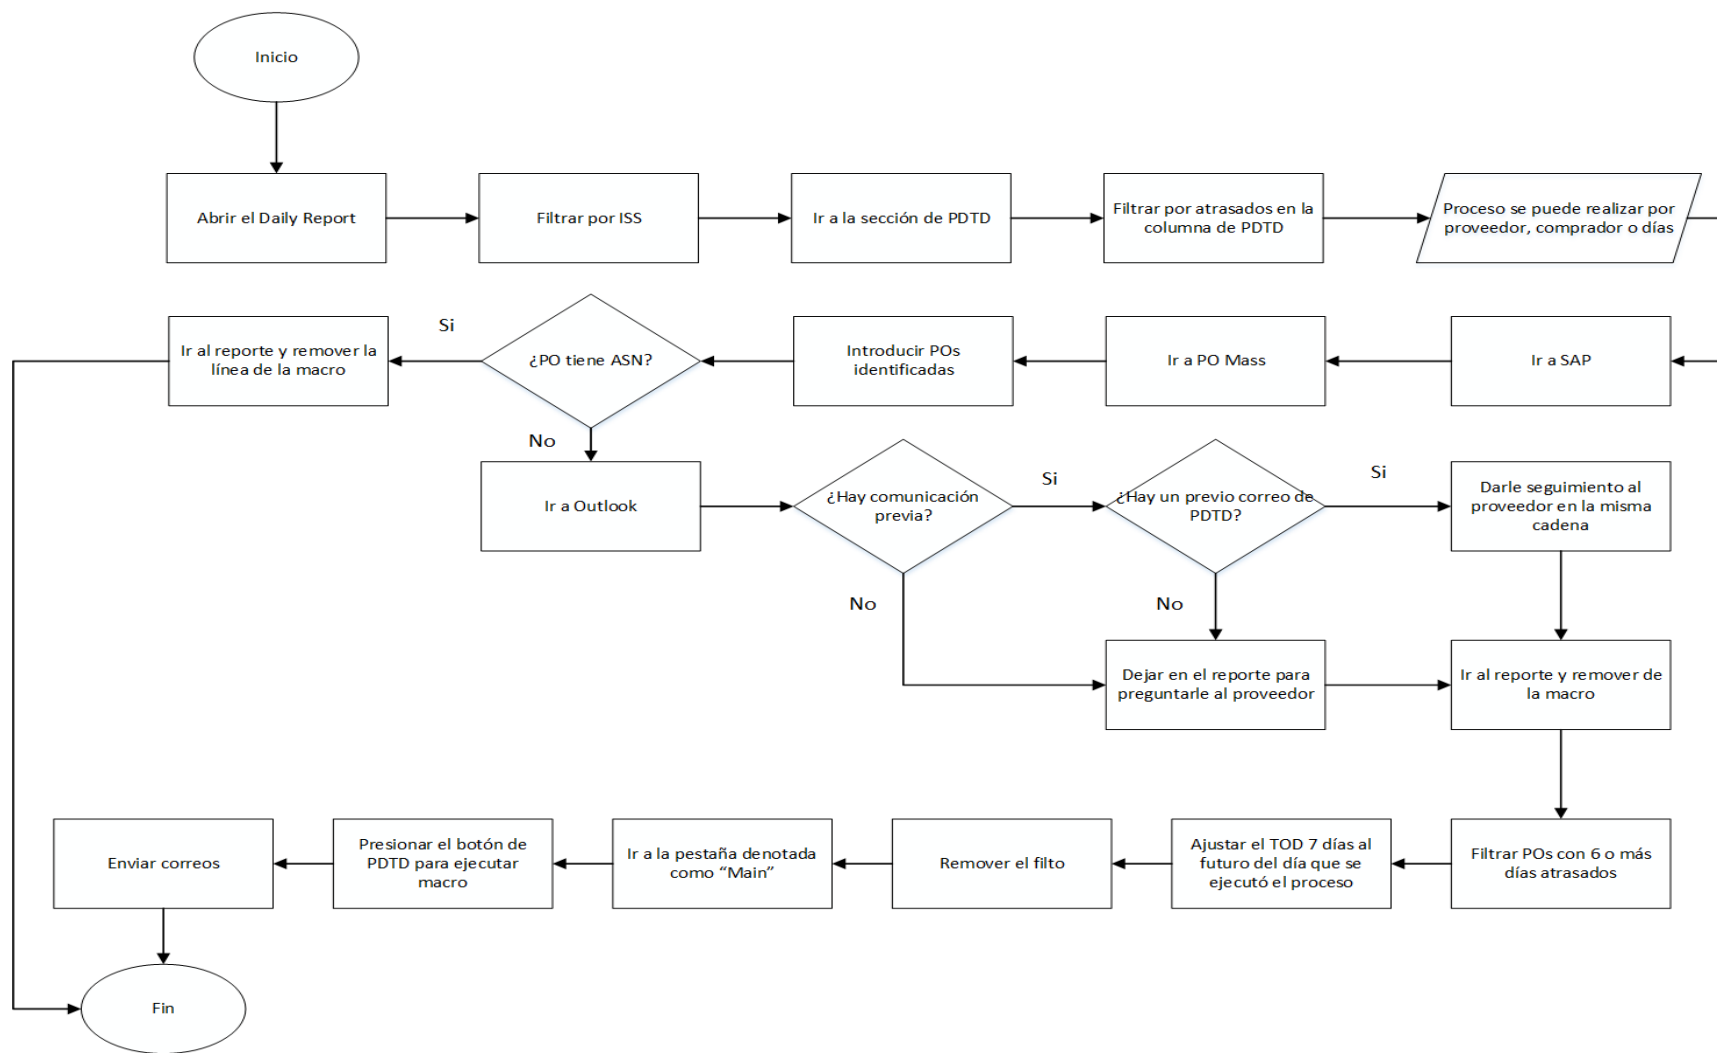 Inicio
Abrir el Daily Report
Filtrar por ISS
Ir a la sección de PDTD
Filtrar por atrasados en la
columna de PDTD
Proceso se puede realizar por
proveedor, comprador o días
Ir a SAP
Ir a PO Mass
Introducir POs
identificadas
¿PO tiene ASN?
Si
Ir al reporte y remover la
línea de la macro
No
Ir a Outlook
¿Hay comunicación
previa?
Si
¿Hay un previo correo de
PDTD?
Si
Darle seguimiento al
proveedor en la misma
cadena
No
No
Dejar en el reporte para
preguntarle al proveedor
Ir al reporte y remover de
la macro
Filtrar POs con 6 o más
días atrasados
Ajustar el TOD 7 días al
futuro del día que se
ejecutó el proceso
Remover el filto
Ir a la pestaña denotada
como “Main”
Presionar el botón de
PDTD para ejecutar
macro
Enviar correos
Fin